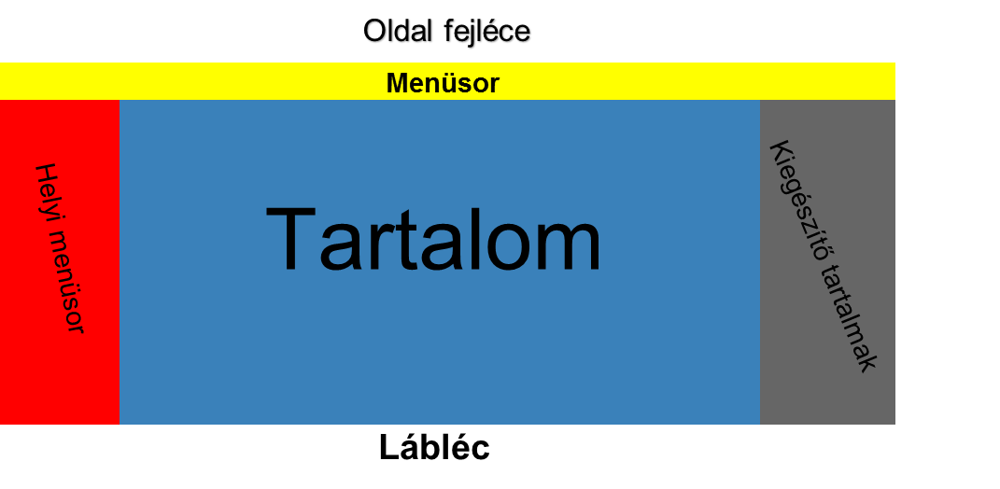 Oldal fejléce
Menüsor
Helyi menüsor
Tartalom
Kiegészítő tartalmak
Lábléc